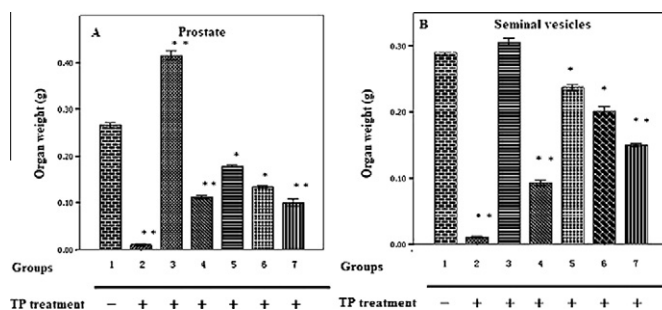 A Prostate
**
Organ weight (g)
0.40
0.30
0.20
0.10
0.00
**
**
*
*
**
Groups 1 2 3 4 5 6 7
TP treatment − + + + + + +
B Seminal vesicles
Organ weight (g)
0.30
0.20
0.10
0.00
**
**
*
*
**
Groups 1 2 3 4 5 6 7
TP treatment − + + + + + +